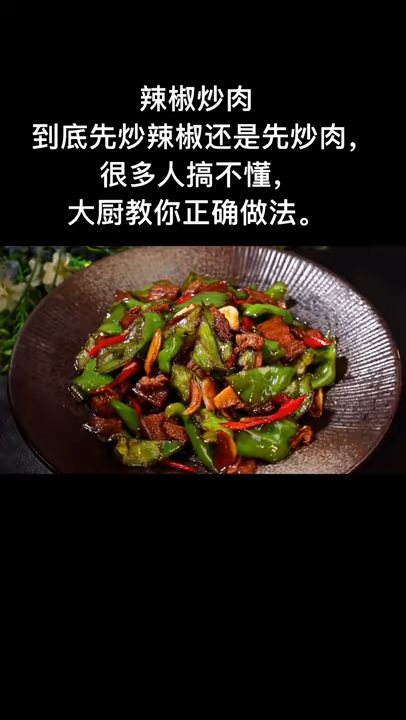 辣椒炒肉
到底先炒辣椒还是先炒肉，
很多人搞不懂，
大厨教你正确做法。